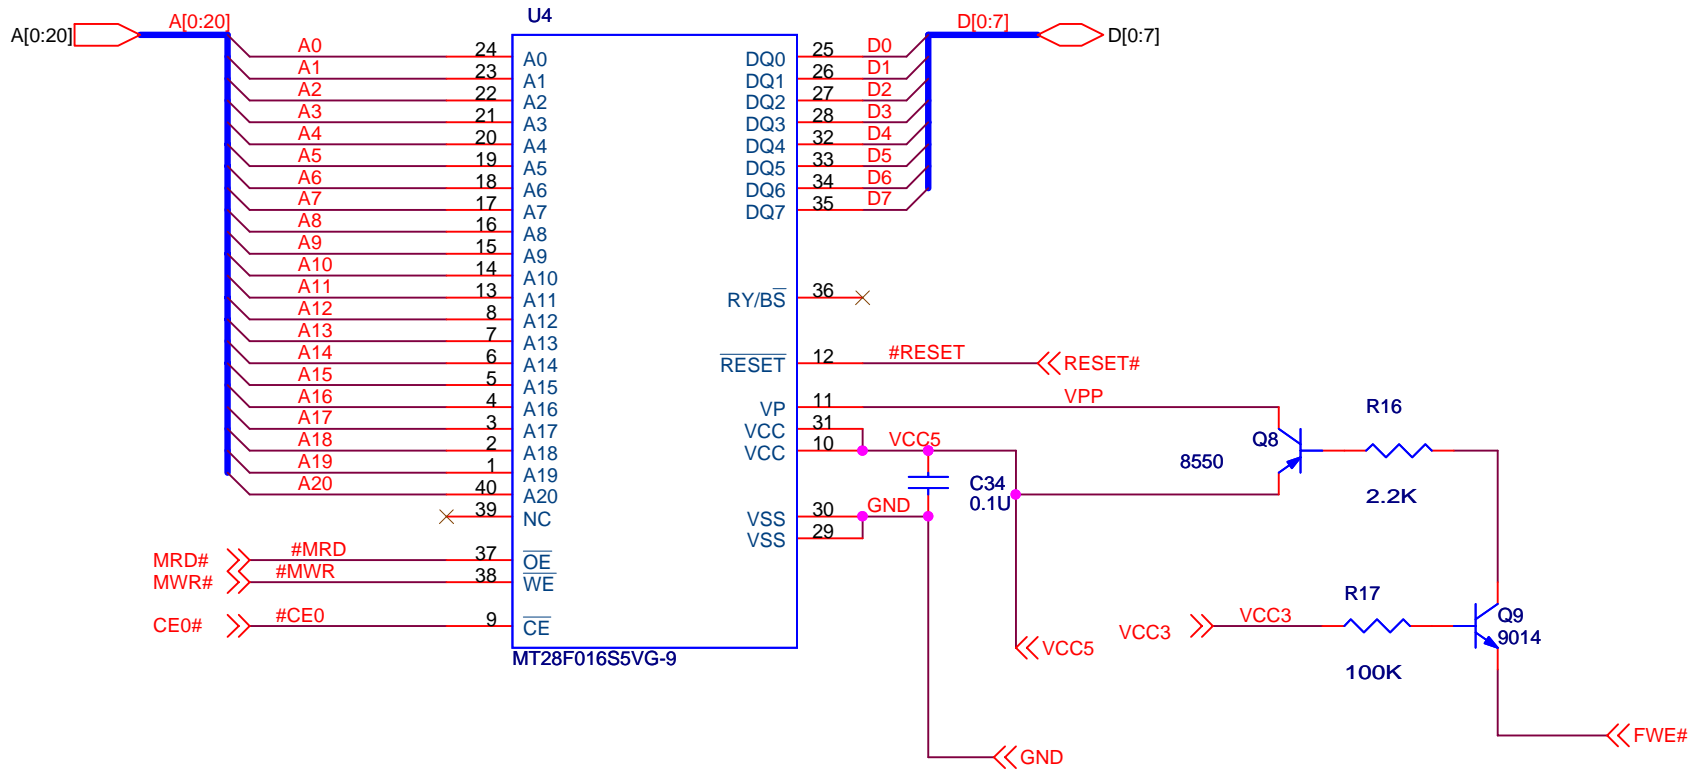 U4
A[0:20] A[0:20] D[0:7] D[0:7]
A0 24 A0 DQ0 25 D0
A1 23 A1 DQ1 26 D1
A2 22 A2 DQ2 27 D2
A3 21 A3 DQ3 28 D3
A4 20 A4 DQ4 32 D4
A5 19 A5 DQ5 33 D5
A6 18 A6 DQ6 34 D6
A7 17 A7 DQ7 35 D7
A8 16 A8
A9 15 A9
A10 14 A10
A11 13 A11 RY/BS 36
A12 8 A12
A13 7 A13
A14 6 A14 RESET 12 #RESET RESET#
A15 5 A15
A16 4 A16 VP 11 VPP R16
A17 3 A17 VCC 31
A18 2 A18 VCC 10 VCC5 Q8
A19 1 A19 8550
A20 40 A20 C34 2.2K
39 NC VSS 30 GND 0.1U
VSS 29
MRD# #MRD 37 OE
MWR# #MWR 38 WE
R17
CE0# #CE0 9 CE VCC3 VCC3 Q9
9014
MT28F016S5VG-9 VCC5
100K
FWE#
GND